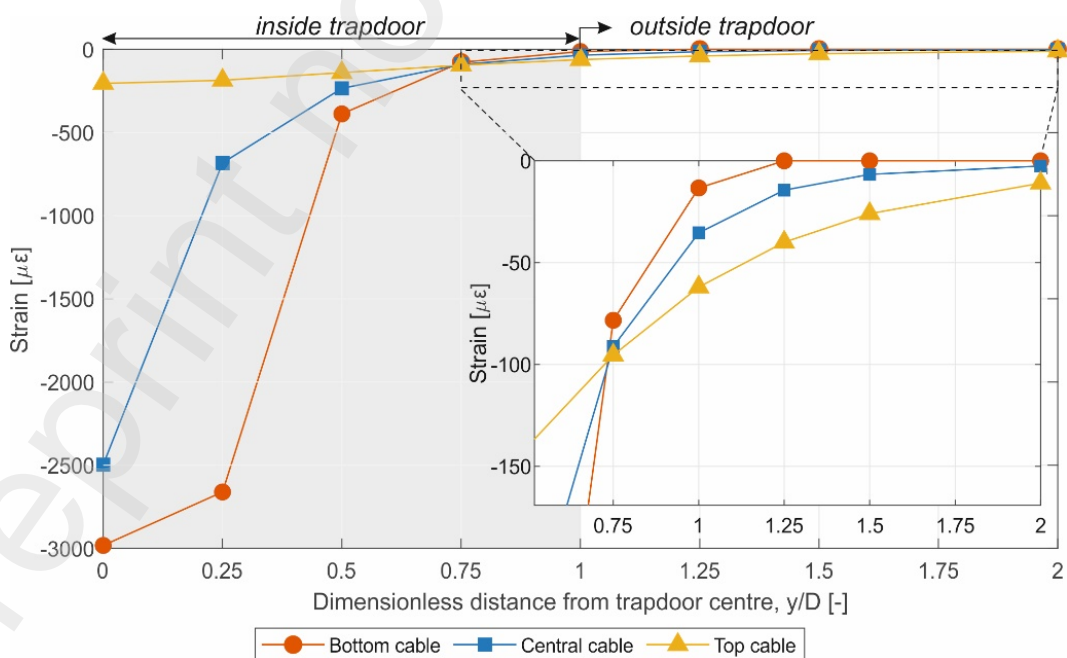 inside trapdoor outside trapdoor
0
-500
-1000
-1500
-2000
-2500
-3000
Strain [με]
0 0.25 0.5 0.75 1 1.25 1.5 1.75 2
Dimensionless distance from trapdoor centre, y/D [-]
0
-50
-100
-150
Strain [με]
0.75 1 1.25 1.5 1.75 2
Bottom cable Central cable Top cable
eprint no